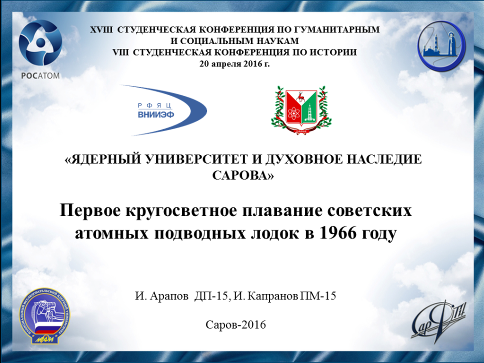 XVIII СТУДЕНЧЕСКАЯ КОНФЕРЕНЦИЯ ПО ГУМАНИТАРНЫМ
И СОЦИАЛЬНЫМ НАУКАМ
VIII СТУДЕНЧЕСКАЯ КОНФЕРЕНЦИЯ ПО ИСТОРИИ
20 апреля 2016 г.
РОСАТОМ
РФЯЦ
ВНИИЭФ
«ЯДЕРНЫЙ УНИВЕРСИТЕТ И ДУХОВНОЕ НАСЛЕДИЕ
САРОВА»
Первое кругосветное плавание советских
атомных подводных лодок в 1966 году
И. Арапов ДП-15, И. Капранов ПМ-15
Саров-2016